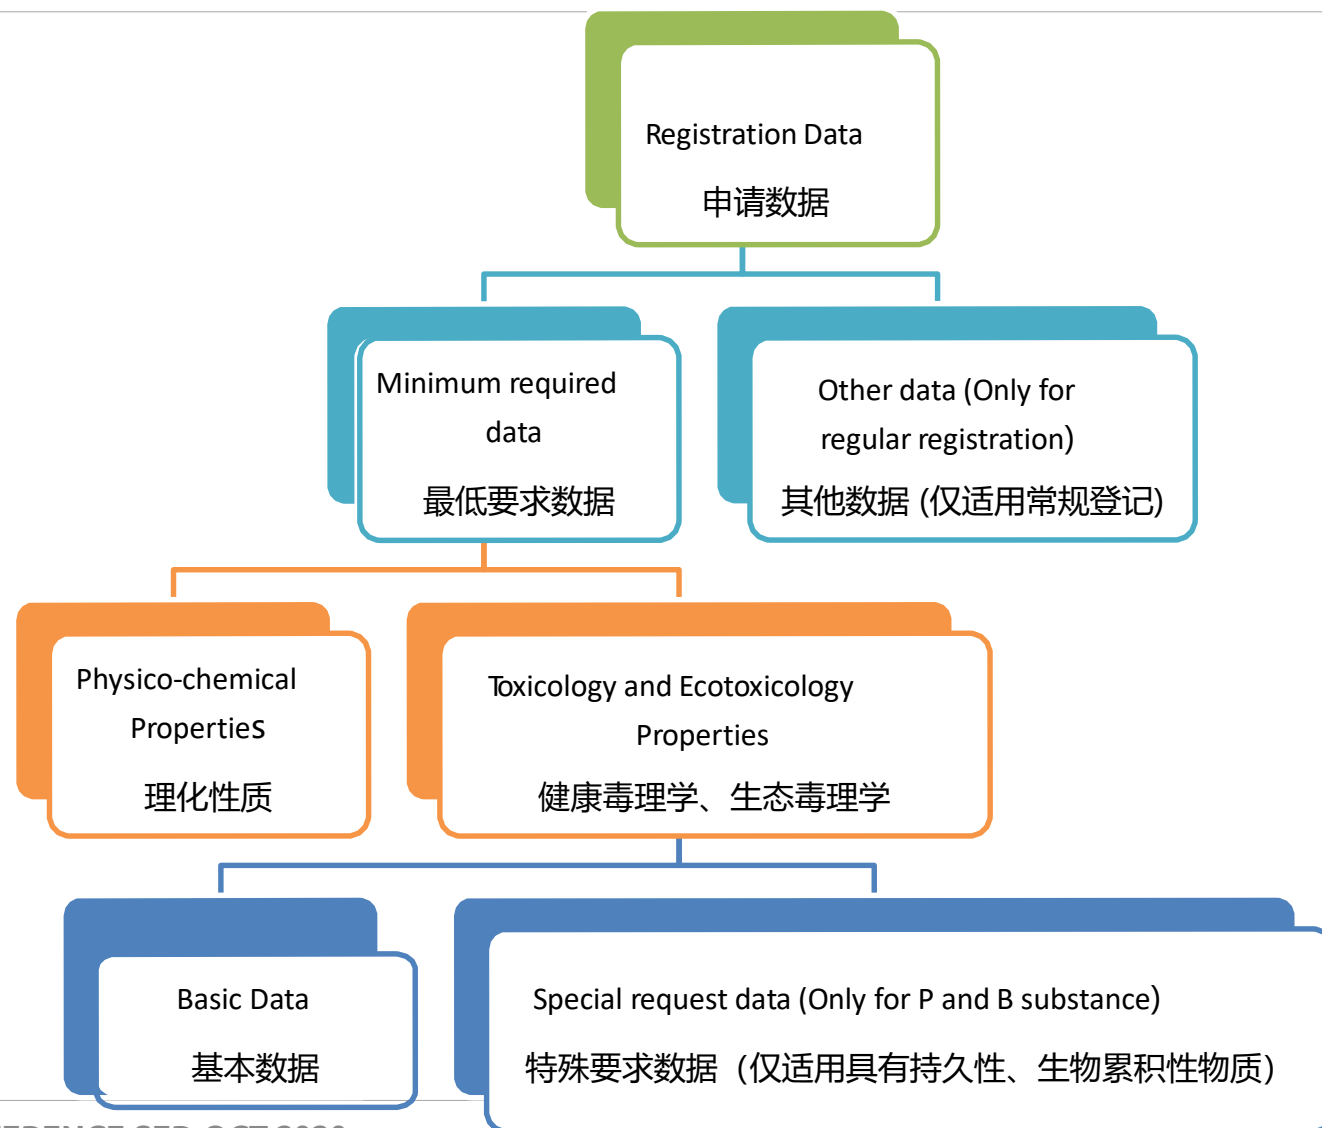 Registration Data
申请数据
Minimum required
data
最低要求数据
Other data (Only for
regular registration)
其他数据 (仅适用常规登记)
Physico-chemical
Properties
理化性质
Toxicology and Ecotoxicology
Properties
健康毒理学、生态毒理学
Basic Data
基本数据
Special request data (Only for P and B substance)
特殊要求数据（仅适用具有持久性、生物累积性物质）